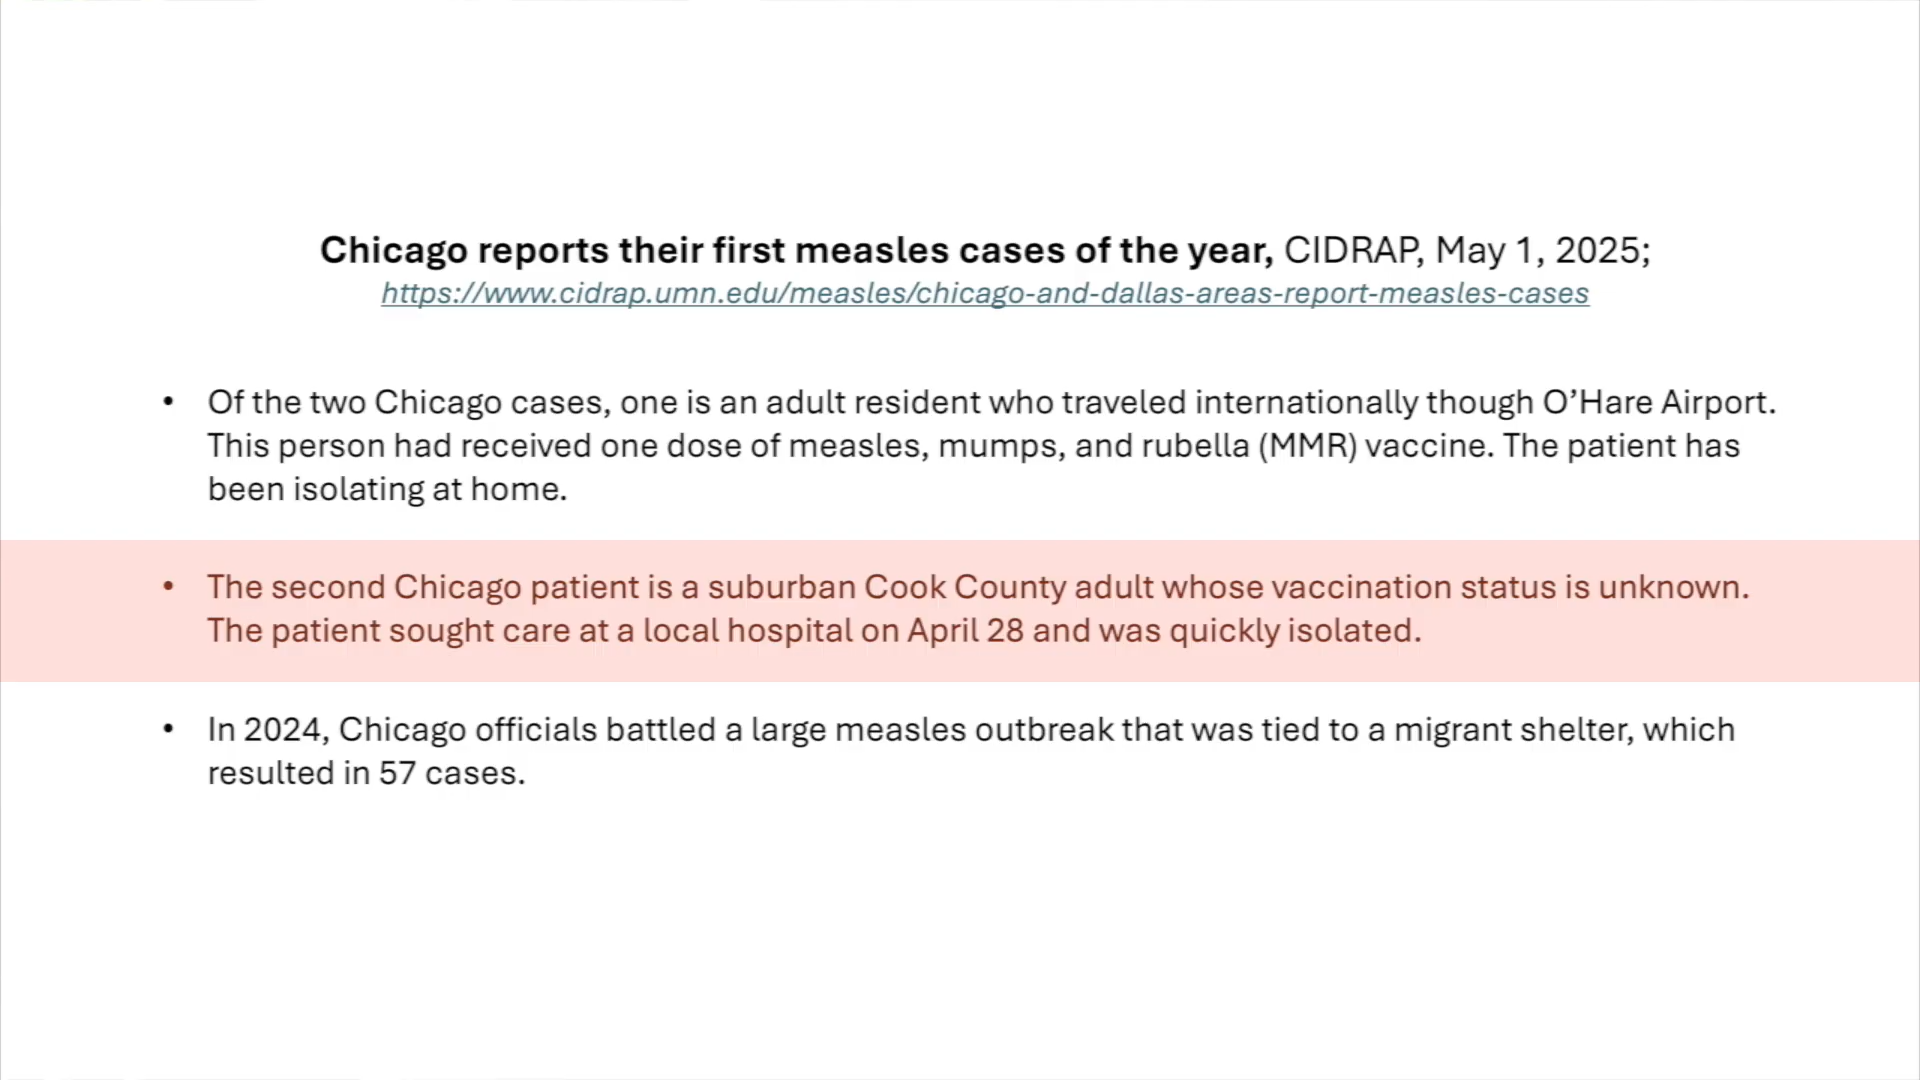 Chicago reports their first measles cases of the year, CIDRAP, May 1, 2025;
https://www.cidrap.umn.edu/measles/chicago-and-dallas-areas-report-measles-cases
• Of the two Chicago cases, one is an adult resident who traveled internationally though O’Hare Airport.
This person had received one dose of measles, mumps, and rubella (MMR) vaccine. The patient has
been isolating at home.
• The second Chicago patient is a suburban Cook County adult whose vaccination status is unknown.
The patient sought care at a local hospital on April 28 and was quickly isolated.
• In 2024, Chicago officials battled a large measles outbreak that was tied to a migrant shelter, which
resulted in 57 cases.